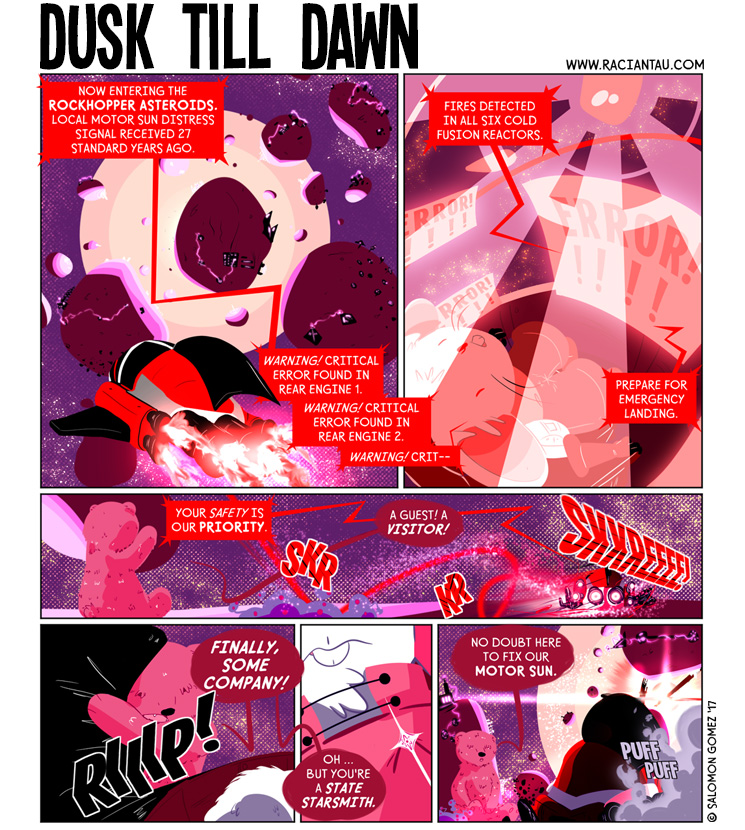 DUSK TILL DAWN
WWW.RACIANTAU.COM
NOW ENTERING THE
ROCKHOPPER ASTEROIDS.
LOCAL MOTOR SUN DISTRESS
SIGNAL RECEIVED 27
STANDARD YEARS AGO.
WARNING! CRITICAL
ERROR FOUND IN
REAR ENGINE 1.
WARNING! CRITICAL
ERROR FOUND IN
REAR ENGINE 2.
WARNING! CRIT--
FIRES DETECTED
IN ALL SIX COLD
FUSION REACTORS.
ERROR!
!!!!
ERROR!
!! !!
ERROR!
!!!!
PREPARE FOR
EMERGENCY
LANDING.
YOUR SAFETY IS
OUR PRIORITY.
A GUEST! A
VISITOR!
SKR
KR
SKKREEEE!
FINALLY,
SOME
COMPANY!
RIIIP!
OH ...
BUT YOU'RE
A STATE
STARSMITH.
NO DOUBT HERE
TO FIX OUR
MOTOR SUN.
PUFF
PUFF
© SALOMON GOMEZ '17